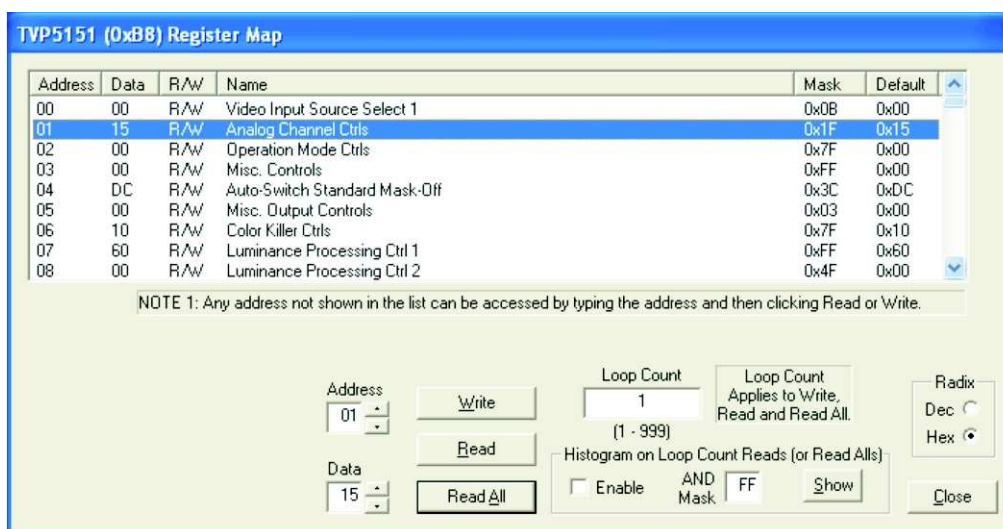 TVP5151 (0xB8) Register Map
Address Data R/W Name Mask Default
00 00 R/W Video Input Source Select 1 0x0B 0x00
01 15 R/W Analog Channel Ctrls 0x1F 0x15
02 00 R/W Operation Mode Ctrls 0x7F 0x00
03 00 R/W Misc. Controls 0xFF 0x00
04 DC R/W Auto-Switch Standard Mask-Off 0x3C 0xDC
05 00 R/W Misc. Output Controls 0x03 0x00
06 10 R/W Color Killer Ctrls 0x7F 0x10
07 60 R/W Luminance Processing Ctrl 1 0xFF 0x60
08 00 R/W Luminance Processing Ctrl 2 0x4F 0x00
NOTE 1: Any address not shown in the list can be accessed by typing the address and then clicking Read or Write.
Address
01
Data
15
Write
Read
Read All
Loop Count
1
(1 - 999)
Loop Count
Applies to Write,
Read and Read All.
Histogram on Loop Count Reads (or Read Alls)
Enable
AND
Mask
FF
Show
Radix
Dec
Hex
Close